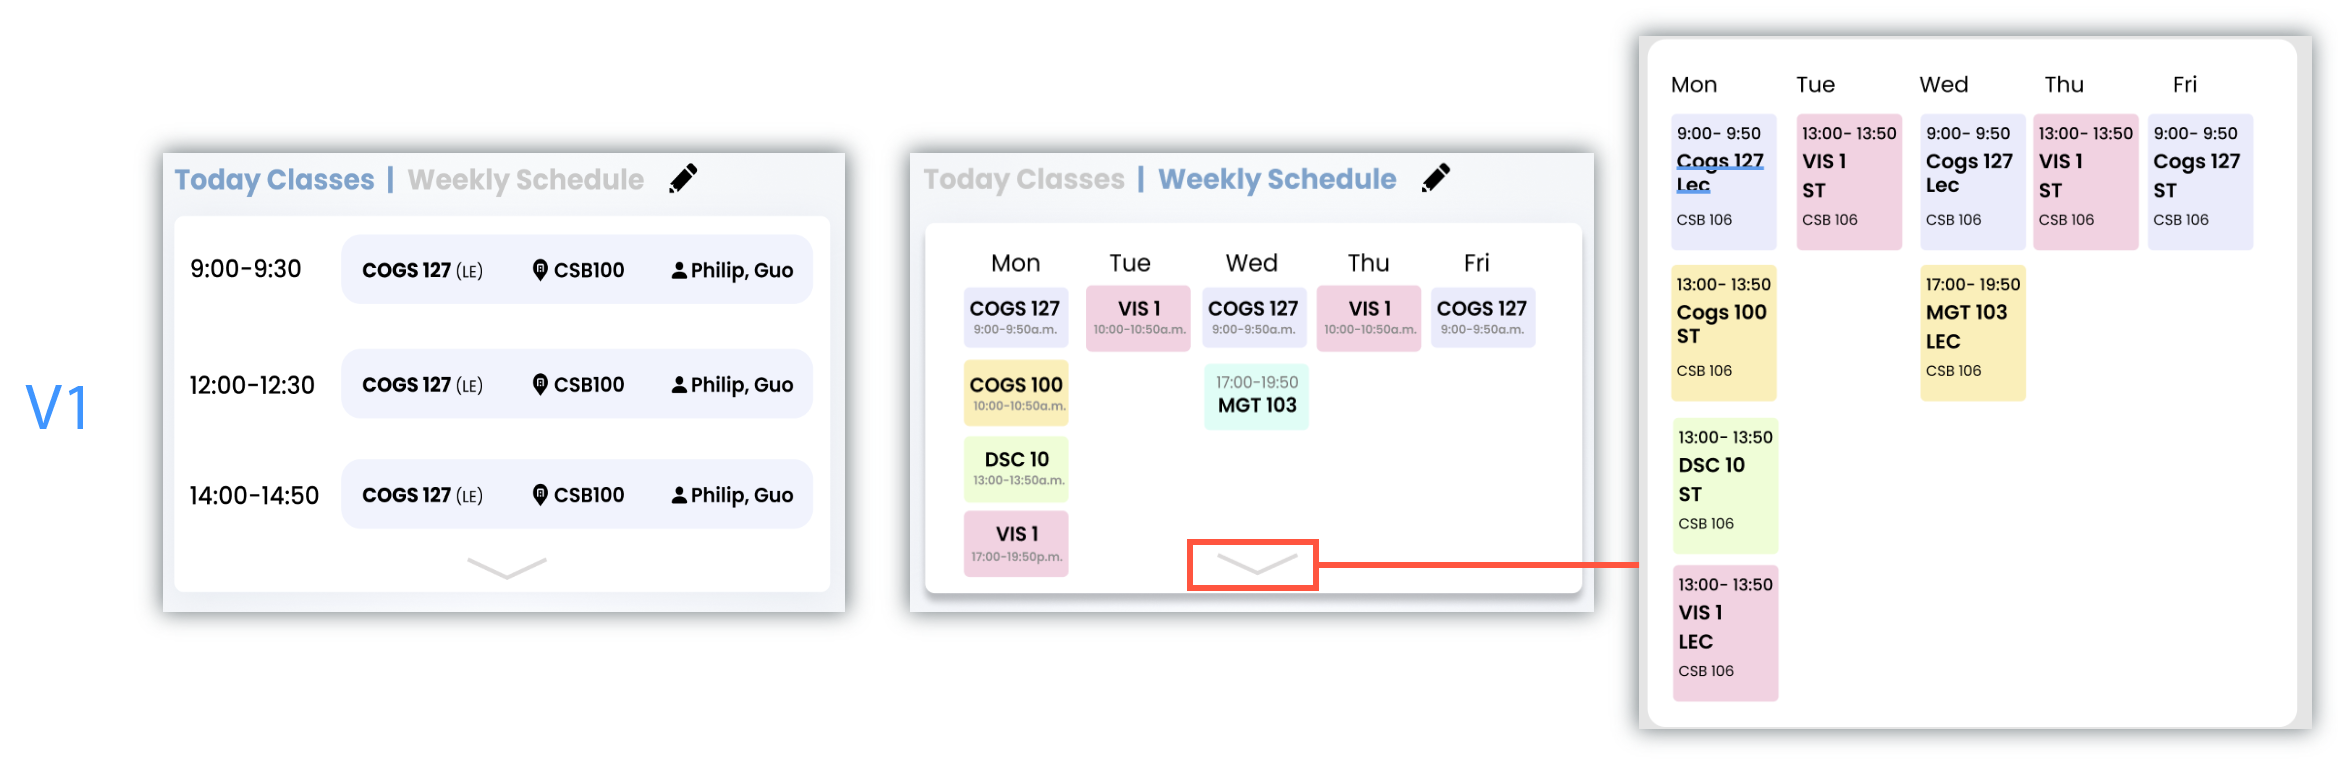 V1
Today Classes | Weekly Schedule
9:00-9:30 COGS 127 (LE) CSB100 Philip, Guo
12:00-12:30 COGS 127 (LE) CSB100 Philip, Guo
14:00-14:50 COGS 127 (LE) CSB100 Philip, Guo
Today Classes | Weekly Schedule
Mon Tue Wed Thu Fri
COGS 127 VIS 1 COGS 127 VIS 1 COGS 127
9:00-9:50a.m. 10:00-10:50a.m. 9:00-9:50a.m. 10:00-10:50a.m. 9:00-9:50a.m.
COGS 100
10:00-10:50a.m.
17:00-19:50
MGT 103
DSC 10
13:00-13:50a.m.
VIS 1
17:00-19:50p.m.
Mon Tue Wed Thu Fri
9:00- 9:50 13:00- 13:50 9:00- 9:50 13:00- 13:50 9:00- 9:50
Cogs 127 VIS 1 Cogs 127 VIS 1 Cogs 127
Lec ST Lec ST ST
CSB 106 CSB 106 CSB 106 CSB 106 CSB 106
13:00- 13:50 17:00- 19:50
Cogs 100 MGT 103
ST LEC
CSB 106 CSB 106
13:00- 13:50
DSC 10
ST
CSB 106
13:00- 13:50
VIS 1
LEC
CSB 106